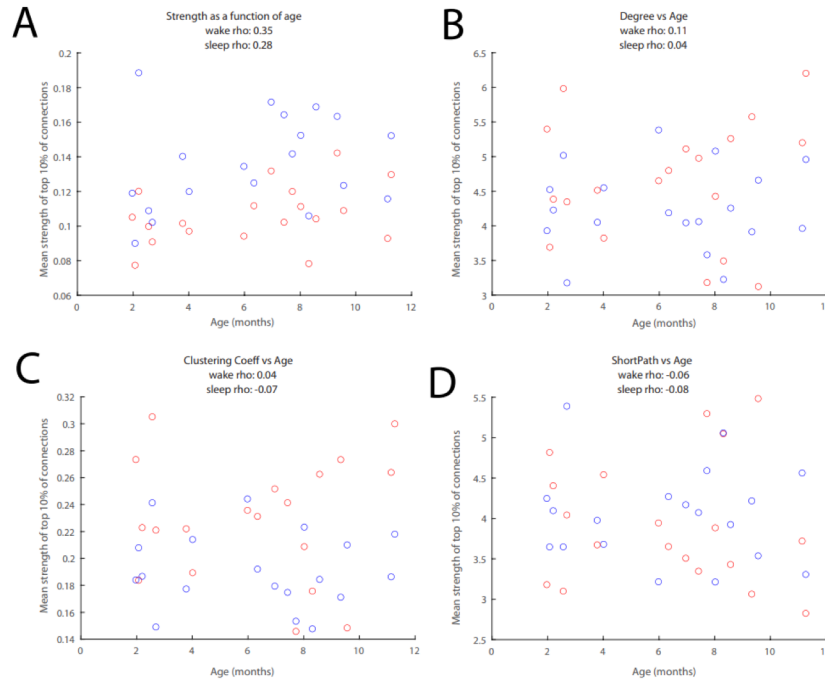 A
Strength as a function of age
wake rho: 0.35
sleep rho: 0.28
Mean strength of top 10% of connections
0.2
0.18
0.16
0.14
0.12
0.1
0.08
0.06
0 2 4 6 8 10 12
Age (months)
B
Degree vs Age
wake rho: 0.11
sleep rho: 0.04
Mean strength of top 10% of connections
6.5
6
5.5
5
4.5
4
3.5
3
0 2 4 6 8 10 12
Age (months)
C
Clustering Coeff vs Age
wake rho: 0.04
sleep rho: -0.07
Mean strength of top 10% of connections
0.32
0.3
0.28
0.26
0.24
0.22
0.2
0.18
0.16
0.14
0 2 4 6 8 10 12
Age (months)
D
ShortPath vs Age
wake rho: -0.06
sleep rho: -0.08
Mean strength of top 10% of connections
5.5
5
4.5
4
3.5
3
2.5
0 2 4 6 8 10 12
Age (months)